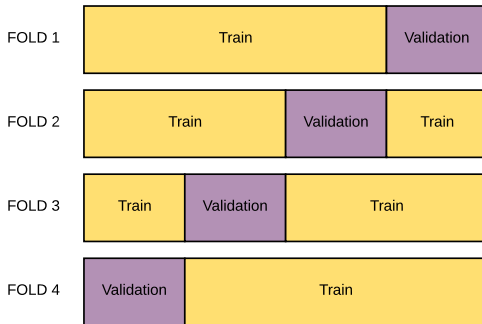 FOLD 1 Train Validation
FOLD 2 Train Validation Train
FOLD 3 Train Validation Train
FOLD 4 Validation Train